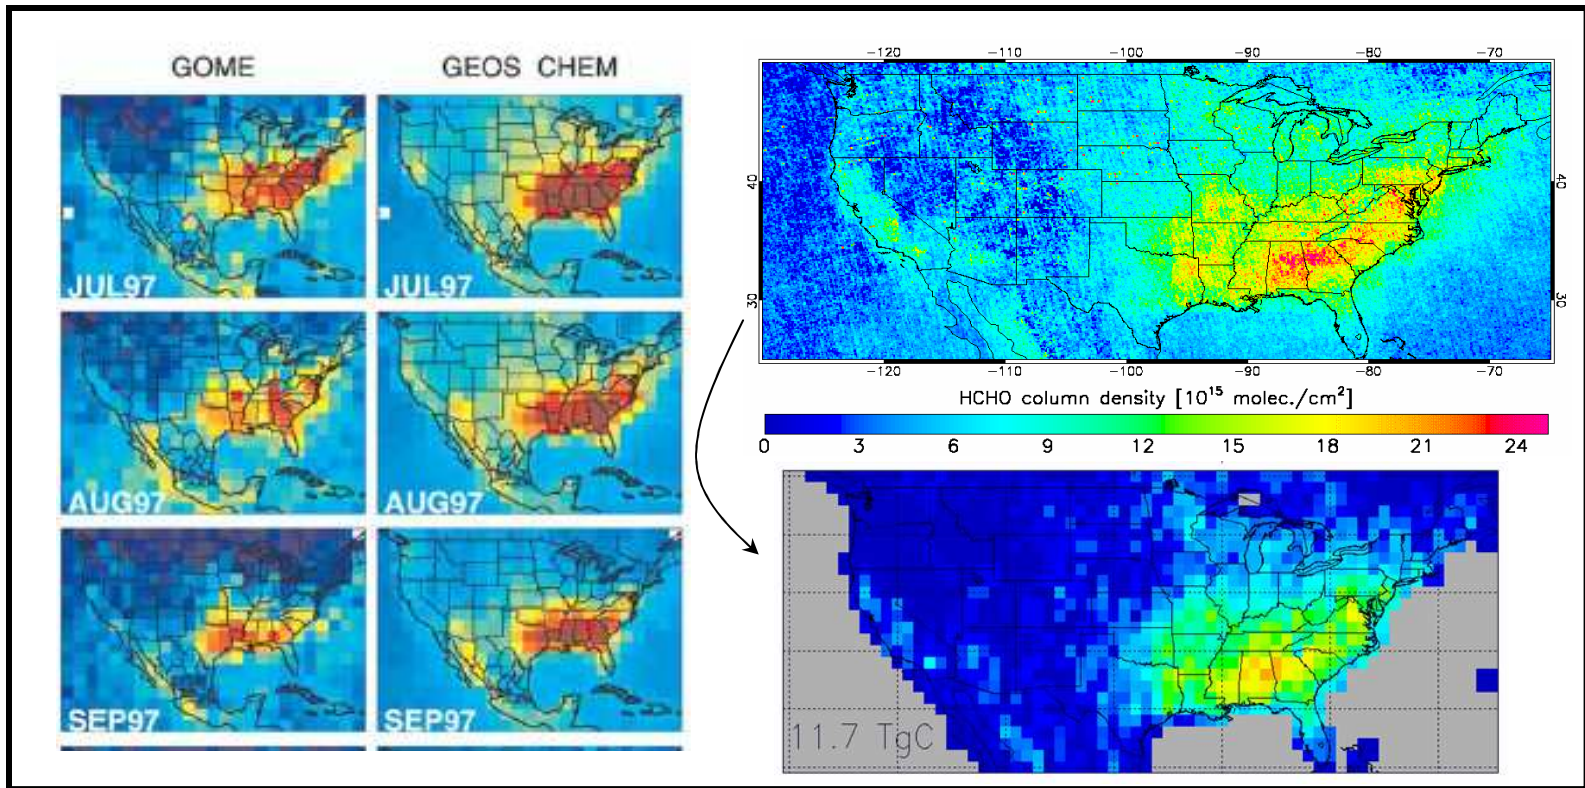 GOME
GEOS CHEM
JUL97
JUL97
AUG97
AUG97
SEP97
SEP97
−120 −110 −100 −90 −80 −70
40 40
30 30
−120 −110 −100 −90 −80 −70
HCHO column density [10¹⁵ molec./cm²]
0 3 6 9 12 15 18 21 24
11.7 TgC